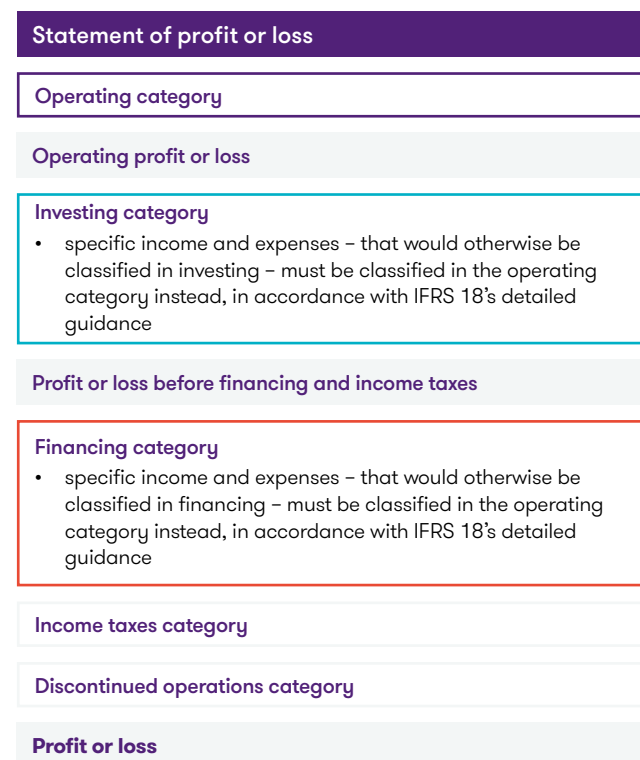 Statement of profit or loss
Operating category
Operating profit or loss
Investing category
• specific income and expenses – that would otherwise be
classified in investing – must be classified in the operating
category instead, in accordance with IFRS 18’s detailed
guidance
Profit or loss before financing and income taxes
Financing category
• specific income and expenses – that would otherwise be
classified in financing – must be classified in the operating
category instead, in accordance with IFRS 18’s detailed
guidance
Income taxes category
Discontinued operations category
Profit or loss